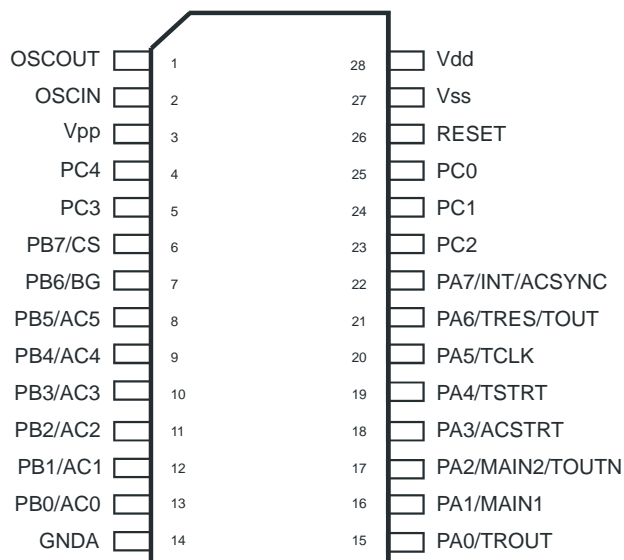 OSCOUT 1 28 Vdd
OSCIN 2 27 Vss
Vpp 3 26 RESET
PC4 4 25 PC0
PC3 5 24 PC1
PB7/CS 6 23 PC2
PB6/BG 7 22 PA7/INT/ACSYNC
PB5/AC5 8 21 PA6/TRES/TOUT
PB4/AC4 9 20 PA5/TCLK
PB3/AC3 10 19 PA4/TSTRT
PB2/AC2 11 18 PA3/ACSTRT
PB1/AC1 12 17 PA2/MAIN2/TOUTN
PB0/AC0 13 16 PA1/MAIN1
GNDA 14 15 PA0/TROUT